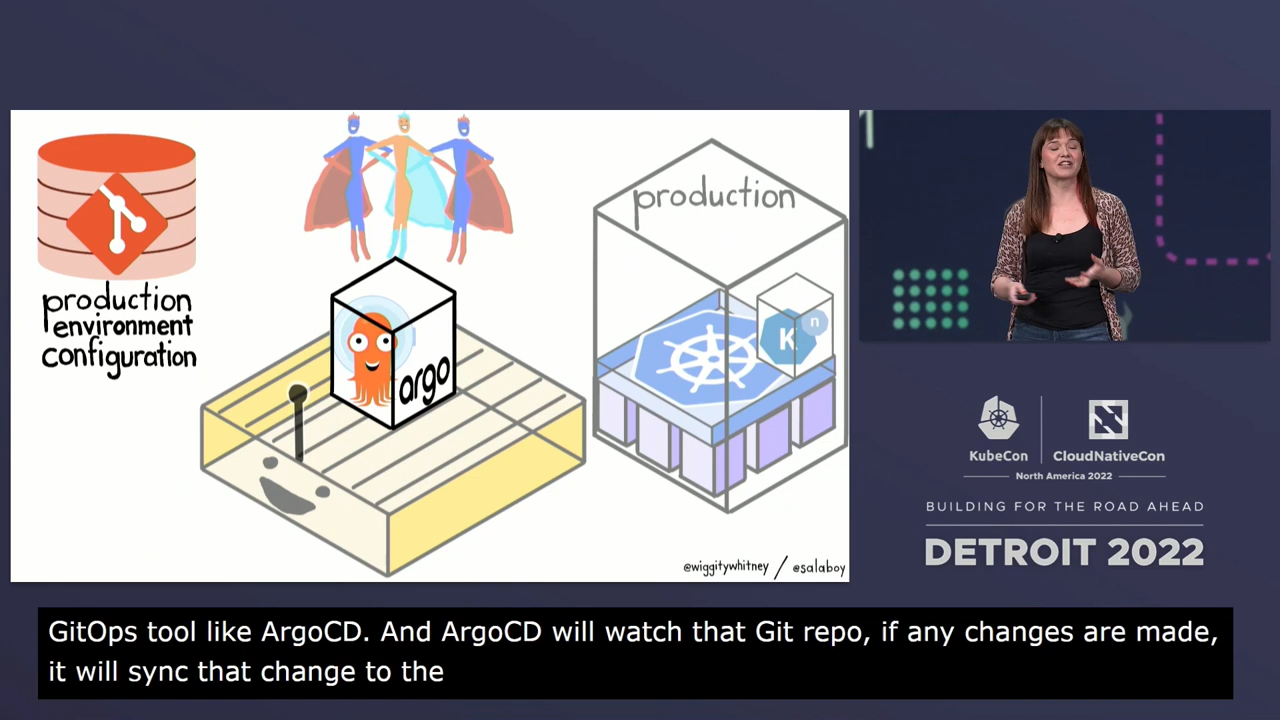 production
environment
configuration
argo
production
K
n
@wiggitywhitney / @salaboy
KubeCon
CloudNativeCon
North America 2022
BUILDING FOR THE ROAD AHEAD
DETROIT 2022
GitOps tool like ArgoCD. And ArgoCD will watch that Git repo, if any changes are made,
it will sync that change to the